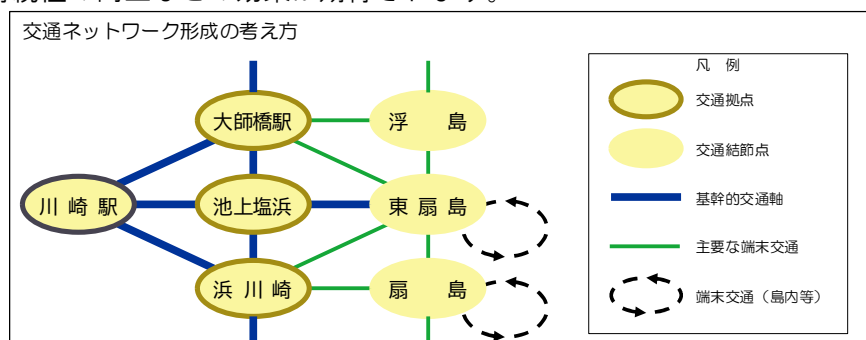 交通ネットワーク形成の考え方
凡 例
大師橋駅
浮 島
交通拠点
交通結節点
川崎駅
池上塩浜
東扇島
基幹的交通軸
主要な端末交通
浜川崎
扇 島
端末交通（島内等）